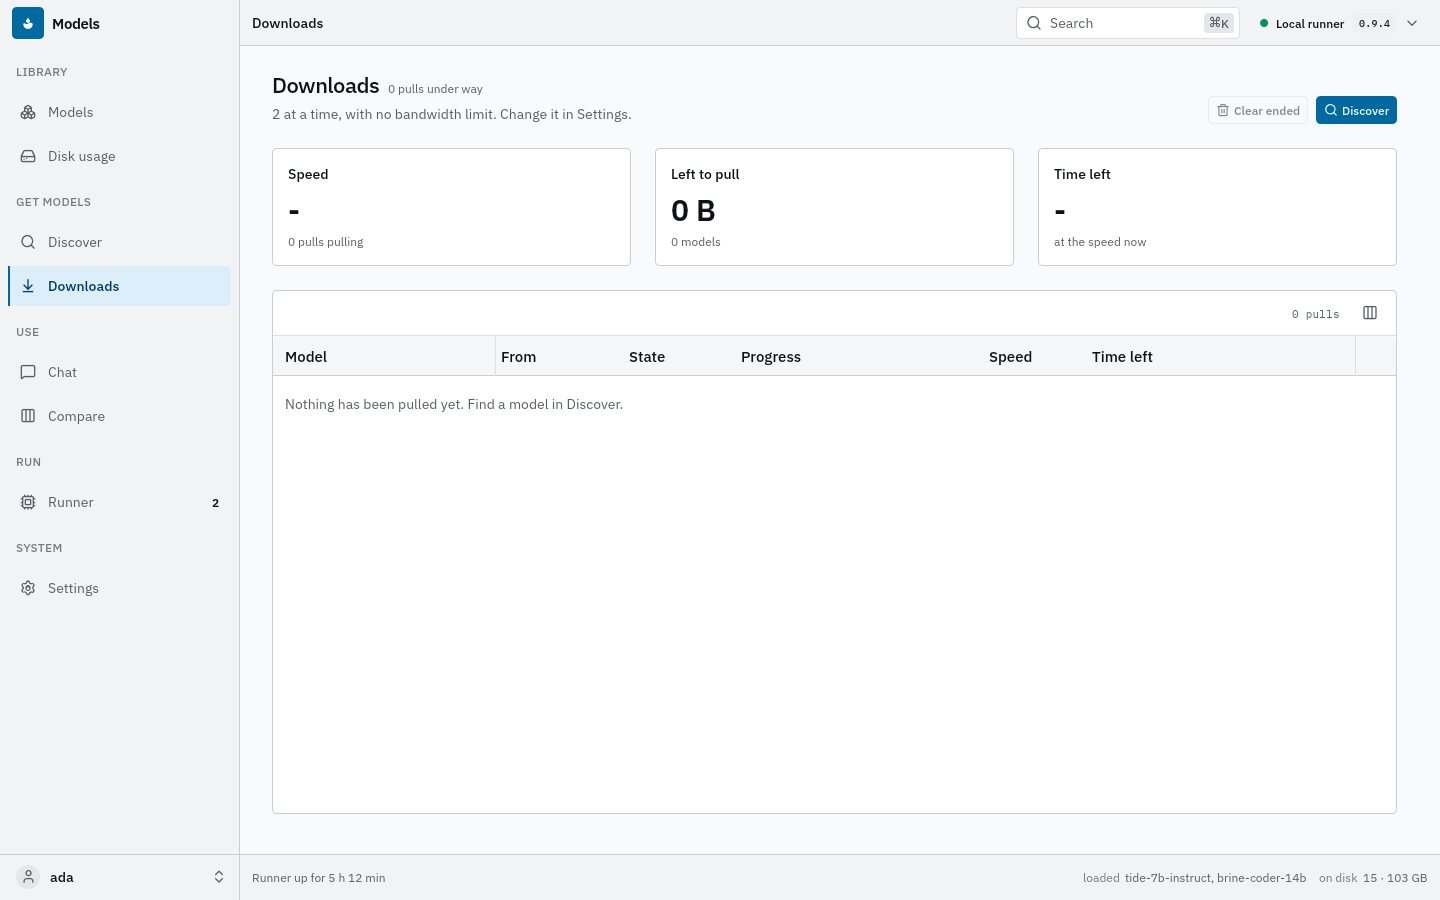 Models
LIBRARY
Models
Disk usage
GET MODELS
Discover
Downloads
USE
Chat
Compare
RUN
Runner 2
SYSTEM
Settings
ada
Downloads
Search ⌘K
Local runner 0.9.4
Downloads 0 pulls under way
2 at a time, with no bandwidth limit. Change it in Settings.
Clear ended
Discover
Speed
-
0 pulls pulling
Left to pull
0 B
0 models
Time left
-
at the speed now
0 pulls
Model From State Progress Speed Time left
Nothing has been pulled yet. Find a model in Discover.
Runner up for 5 h 12 min
loaded tide-7b-instruct, brine-coder-14b on disk 15 · 103 GB